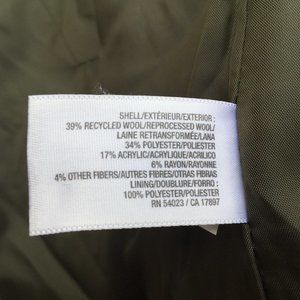 SHELL/EXTÉRIEUR/EXTERIOR :
39% RECYCLED WOOL/REPROCESSED WOOL/
LAINE RETRANSFORMÉE/LANA
34% POLYESTER/POLIESTER
17% ACRYLIC/ACRYLIQUE/ACRILICO
6% RAYON/RAYONNE
4% OTHER FIBERS/AUTRES FIBRES/OTRAS FIBRAS
LINING/DOUBLURE/FORRO :
100% POLYESTER/POLIESTER
RN 54023 / CA 17897